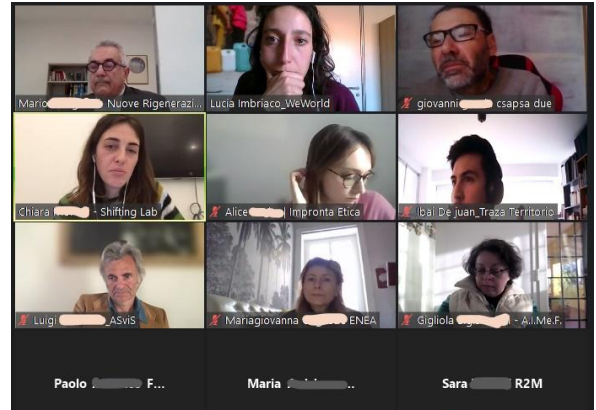 Mario Nuove Rigenerazi...
Lucia Imbriaco_WeWorld
giovanni csapsa due
Chiara - Shifting Lab
Alice Impronta Etica
Ibai De juan_Traza Territorio
Luigi _ASviS
Mariagiovanna ENEA
Gigliola - A.I.Me.F.
Paolo F...
Maria ..
Sara R2M